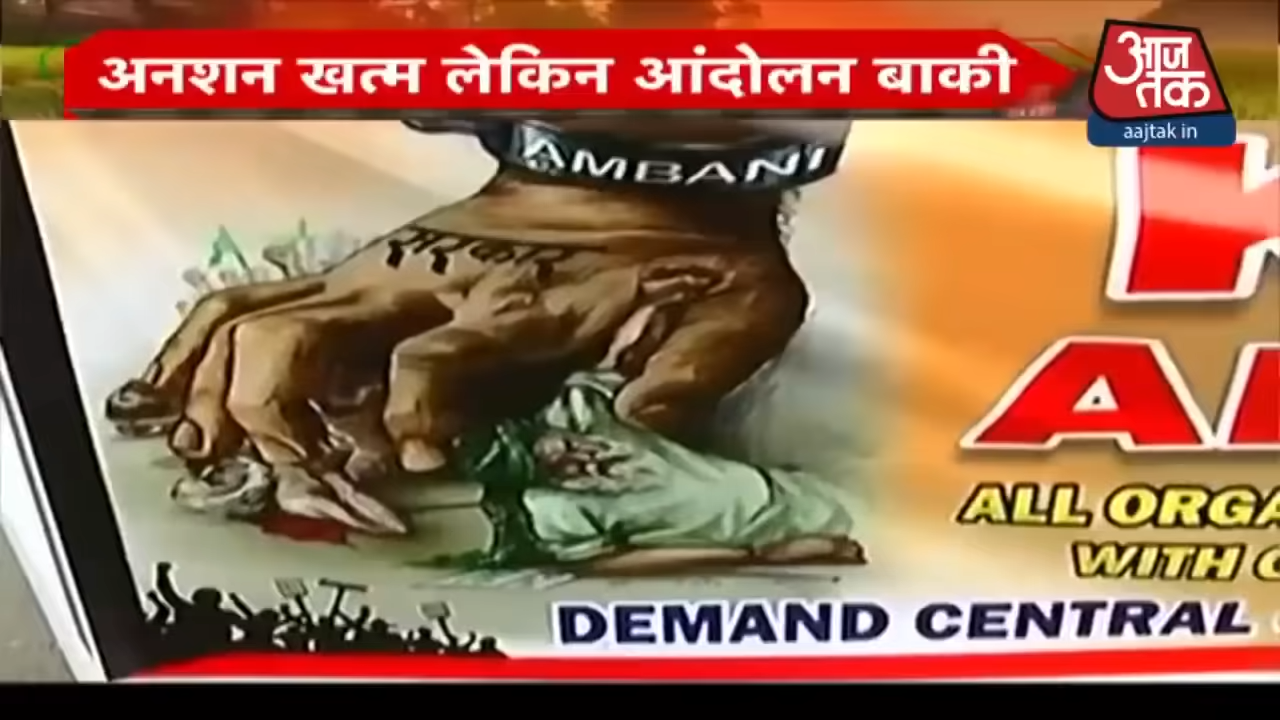 अनशन खत्म लेकिन आंदोलन बाकी
आज
तक
aajtak in
AMBANI
सरकार
ALL ORGA
WITH
DEMAND CENTRAL